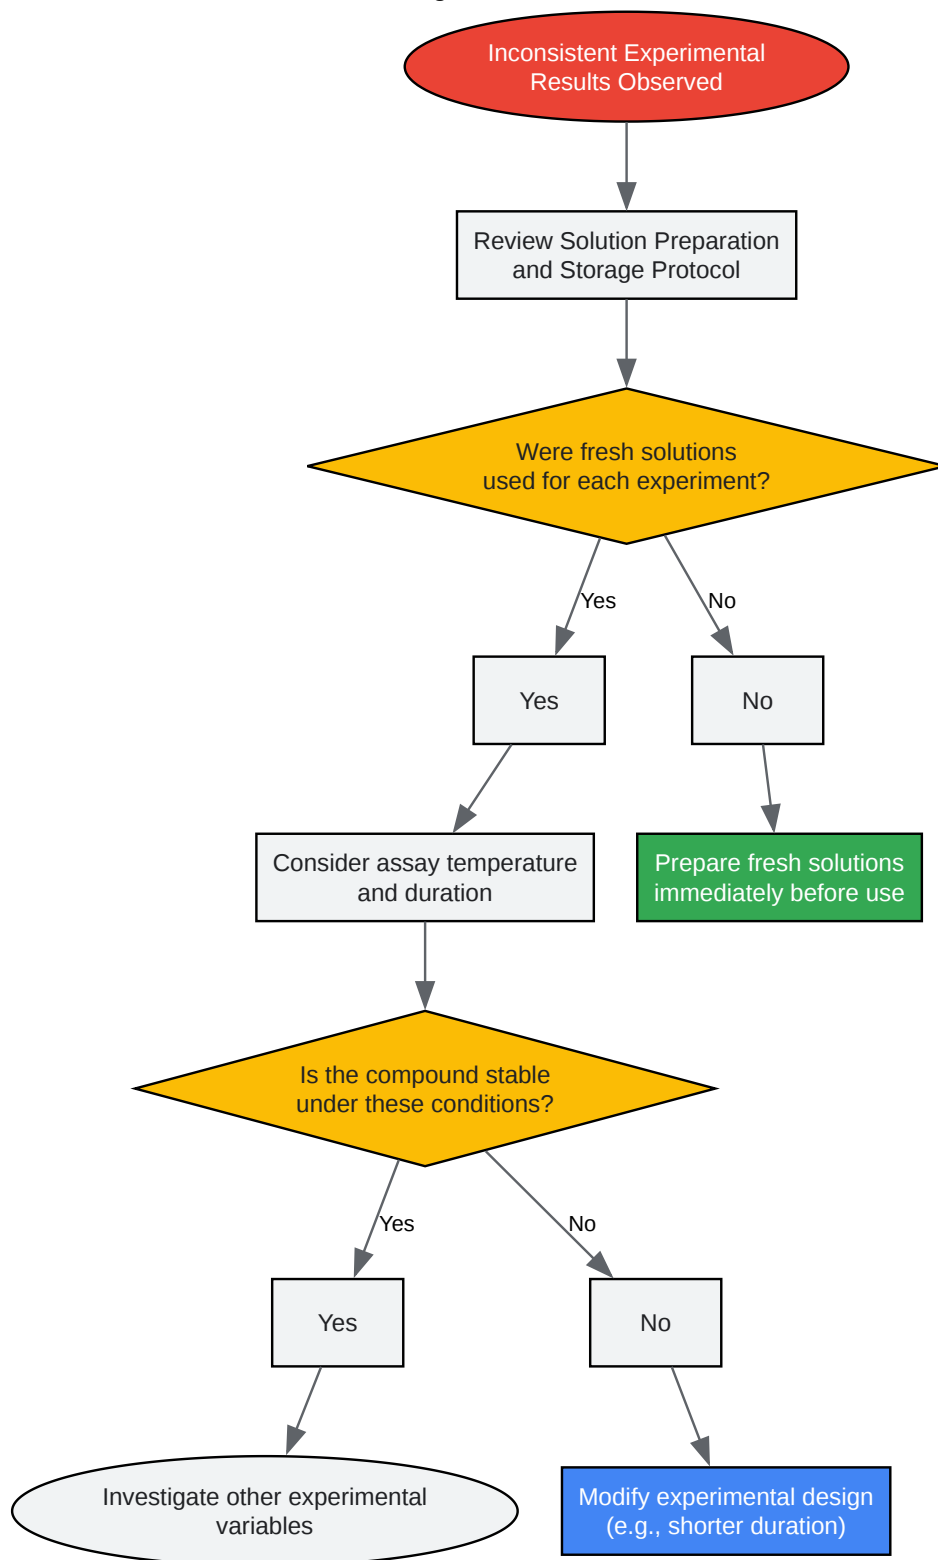 Inconsistent Experimental
Results Observed
Review Solution Preparation
and Storage Protocol
Were fresh solutions
used for each experiment?
Yes
No
Yes
No
Consider assay temperature
and duration
Prepare fresh solutions
immediately before use
Is the compound stable
under these conditions?
Yes
No
Yes
No
Investigate other experimental
variables
Modify experimental design
(e.g., shorter duration)